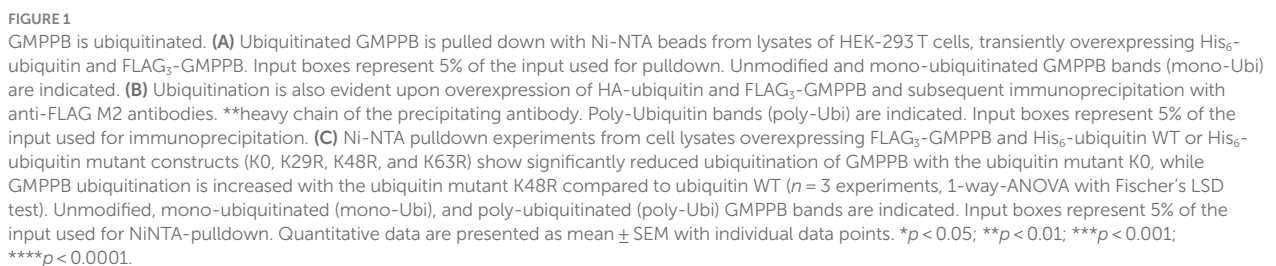 FIGURE 1
GMPPB is ubiquitinated. (A) Ubiquitinated GMPPB is pulled down with Ni-NTA beads from lysates of HEK-293 T cells, transiently overexpressing His₆-
ubiquitin and FLAG₃-GMPPB. Input boxes represent 5% of the input used for pulldown. Unmodified and mono-ubiquitinated GMPPB bands (mono-Ubi)
are indicated. (B) Ubiquitination is also evident upon overexpression of HA-ubiquitin and FLAG₃-GMPPB and subsequent immunoprecipitation with
anti-FLAG M2 antibodies. **heavy chain of the precipitating antibody. Poly-Ubiquitin bands (poly-Ubi) are indicated. Input boxes represent 5% of the
input used for immunoprecipitation. (C) Ni-NTA pulldown experiments from cell lysates overexpressing FLAG₃-GMPPB and His₆-ubiquitin WT or His₆-
ubiquitin mutant constructs (K0, K29R, K48R, and K63R) show significantly reduced ubiquitination of GMPPB with the ubiquitin mutant K0, while
GMPPB ubiquitination is increased with the ubiquitin mutant K48R compared to ubiquitin WT (n = 3 experiments, 1-way-ANOVA with Fischer's LSD
test). Unmodified, mono-ubiquitinated (mono-Ubi), and poly-ubiquitinated (poly-Ubi) GMPPB bands are indicated. Input boxes represent 5% of the
input used for NiNTA-pulldown. Quantitative data are presented as mean ± SEM with individual data points. *p < 0.05; **p < 0.01; ***p < 0.001;
****p < 0.0001.